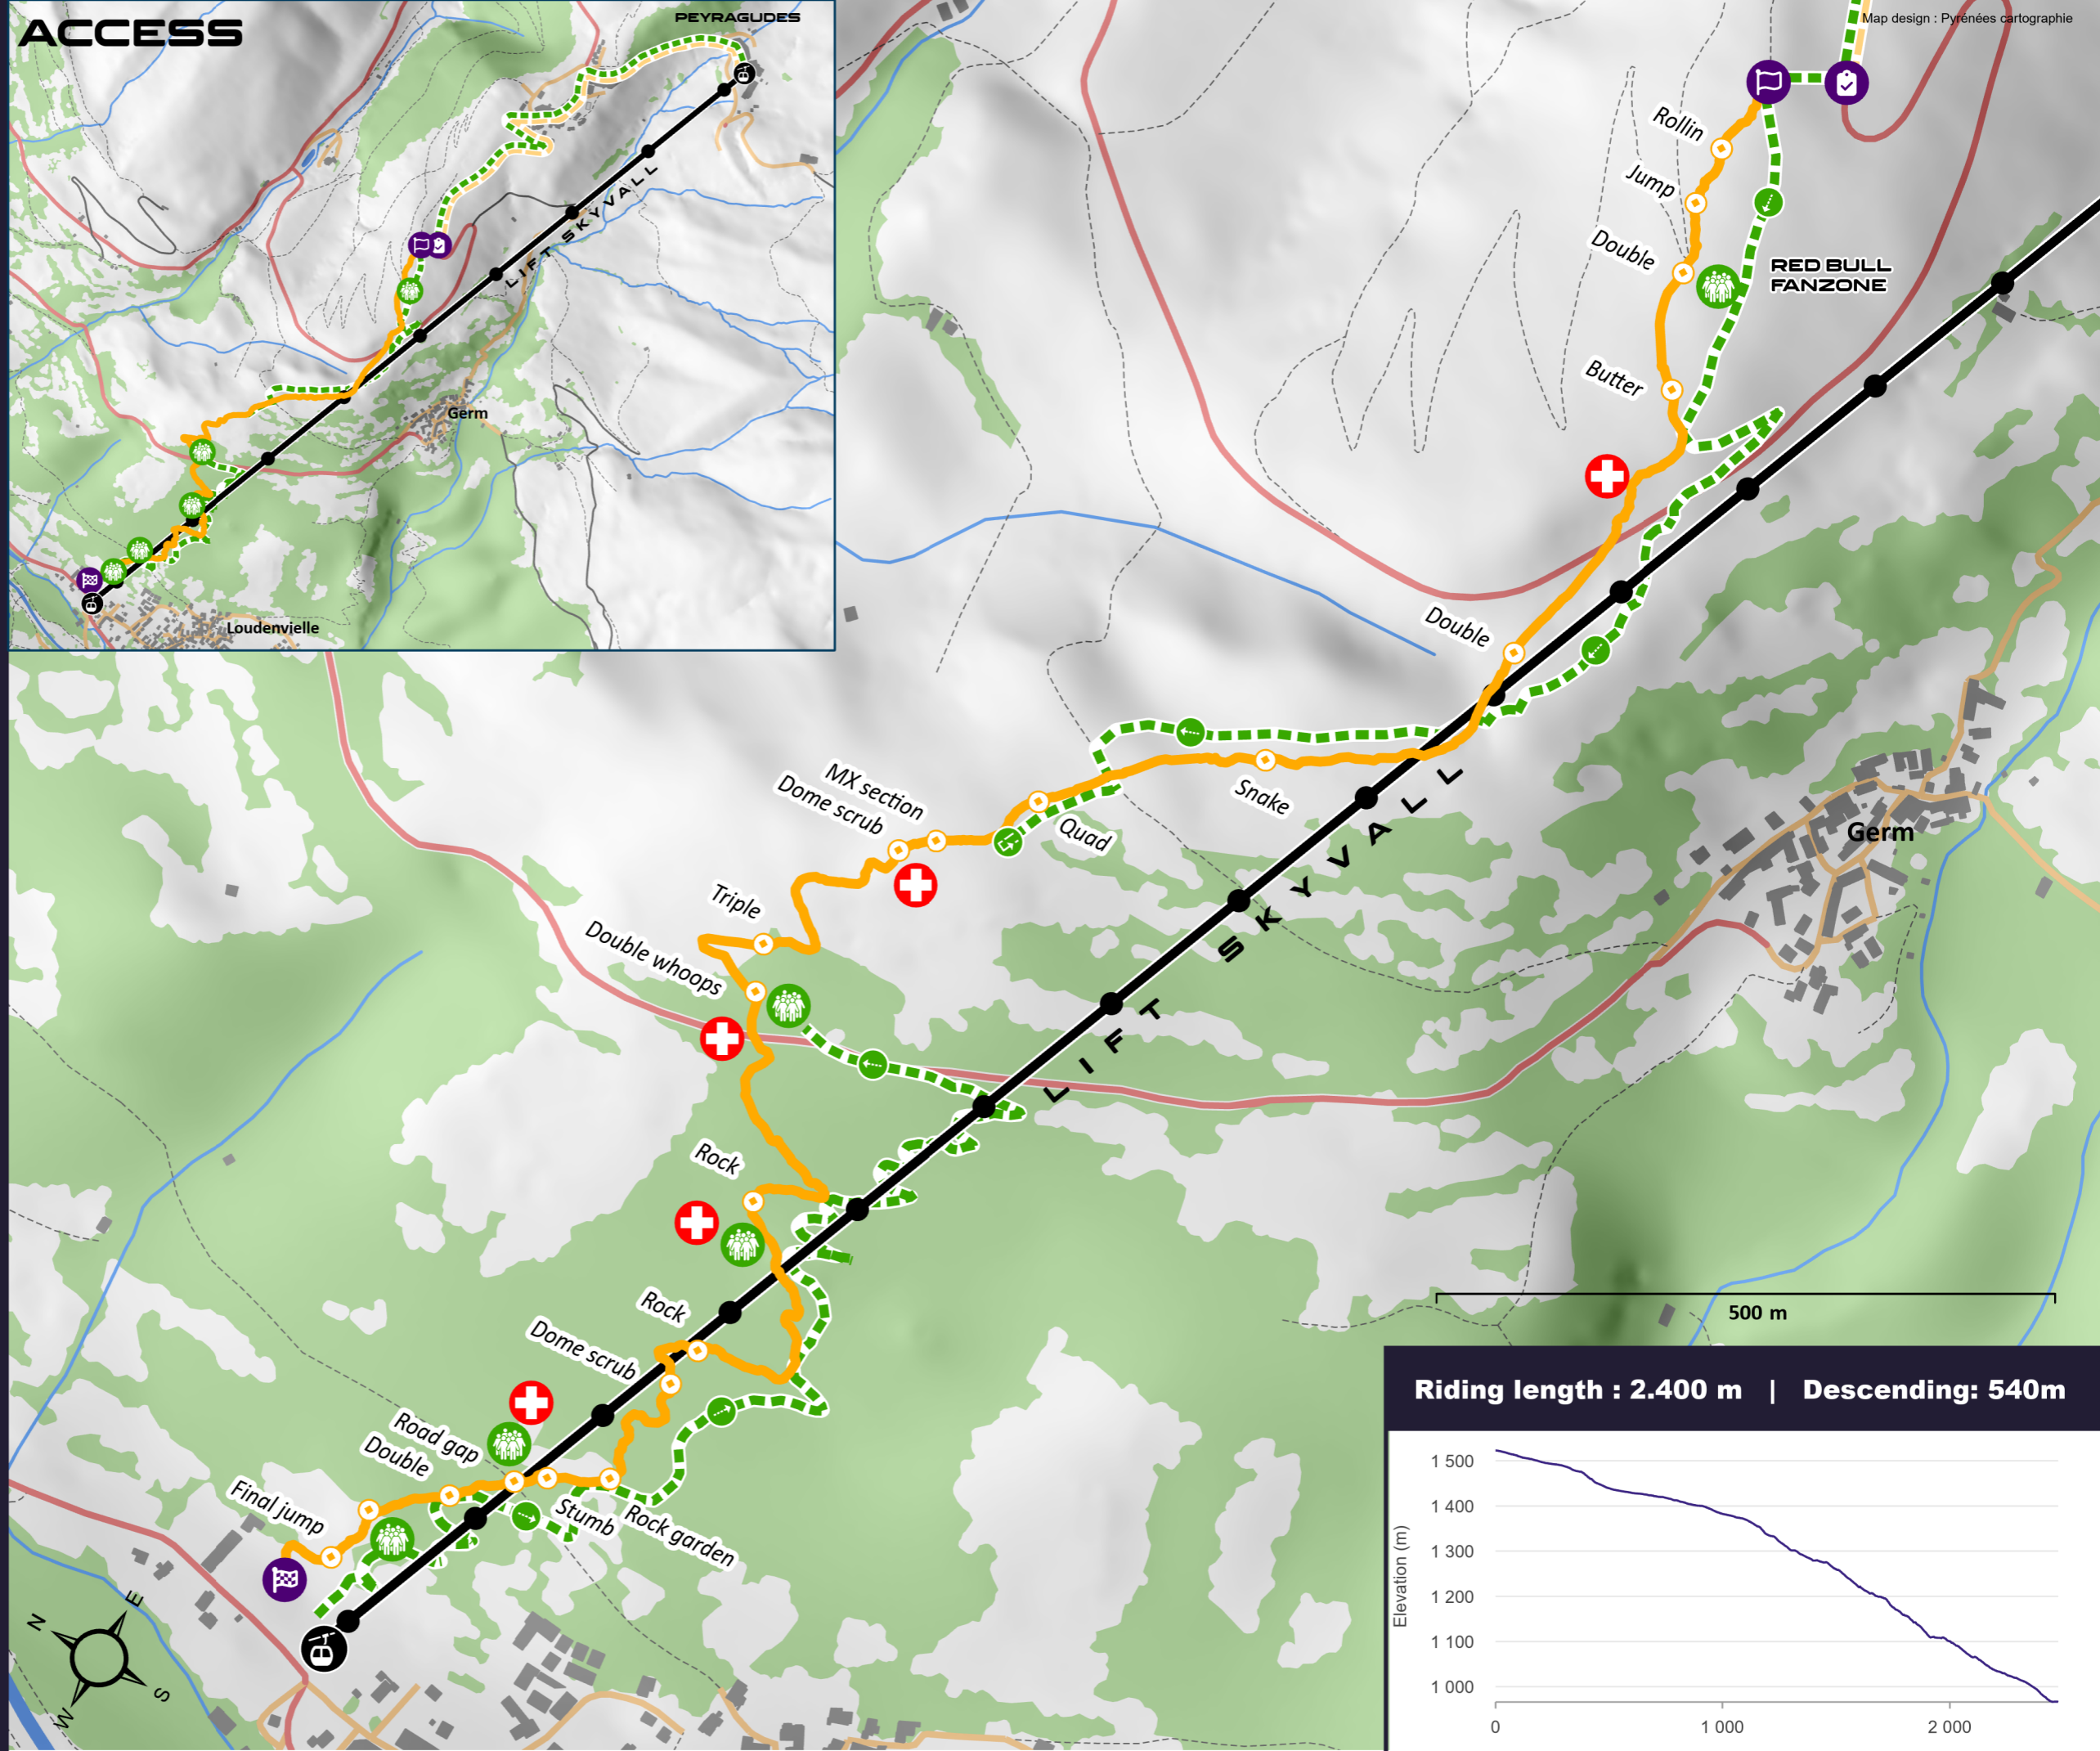 ACCESS
PEYRAGUDES
LIFT SKYVALL
Germ
Loudenvielle
Map design : Pyrénées cartographie
Rollin
Jump
Double
RED BULL
FANZONE
Butter
Double
Snake
Quad
MX section
Dome scrub
Triple
Double whoops
LIFT SKYVALL
Germ
Rock
Rock
Dome scrub
Road gap
Double
Stumb
Rock garden
Final jump
N
E
S
W
500 m
Riding length : 2.400 m | Descending: 540m
Elevation (m)
1 500
1 400
1 300
1 200
1 100
1 000
0
1 000
2 000